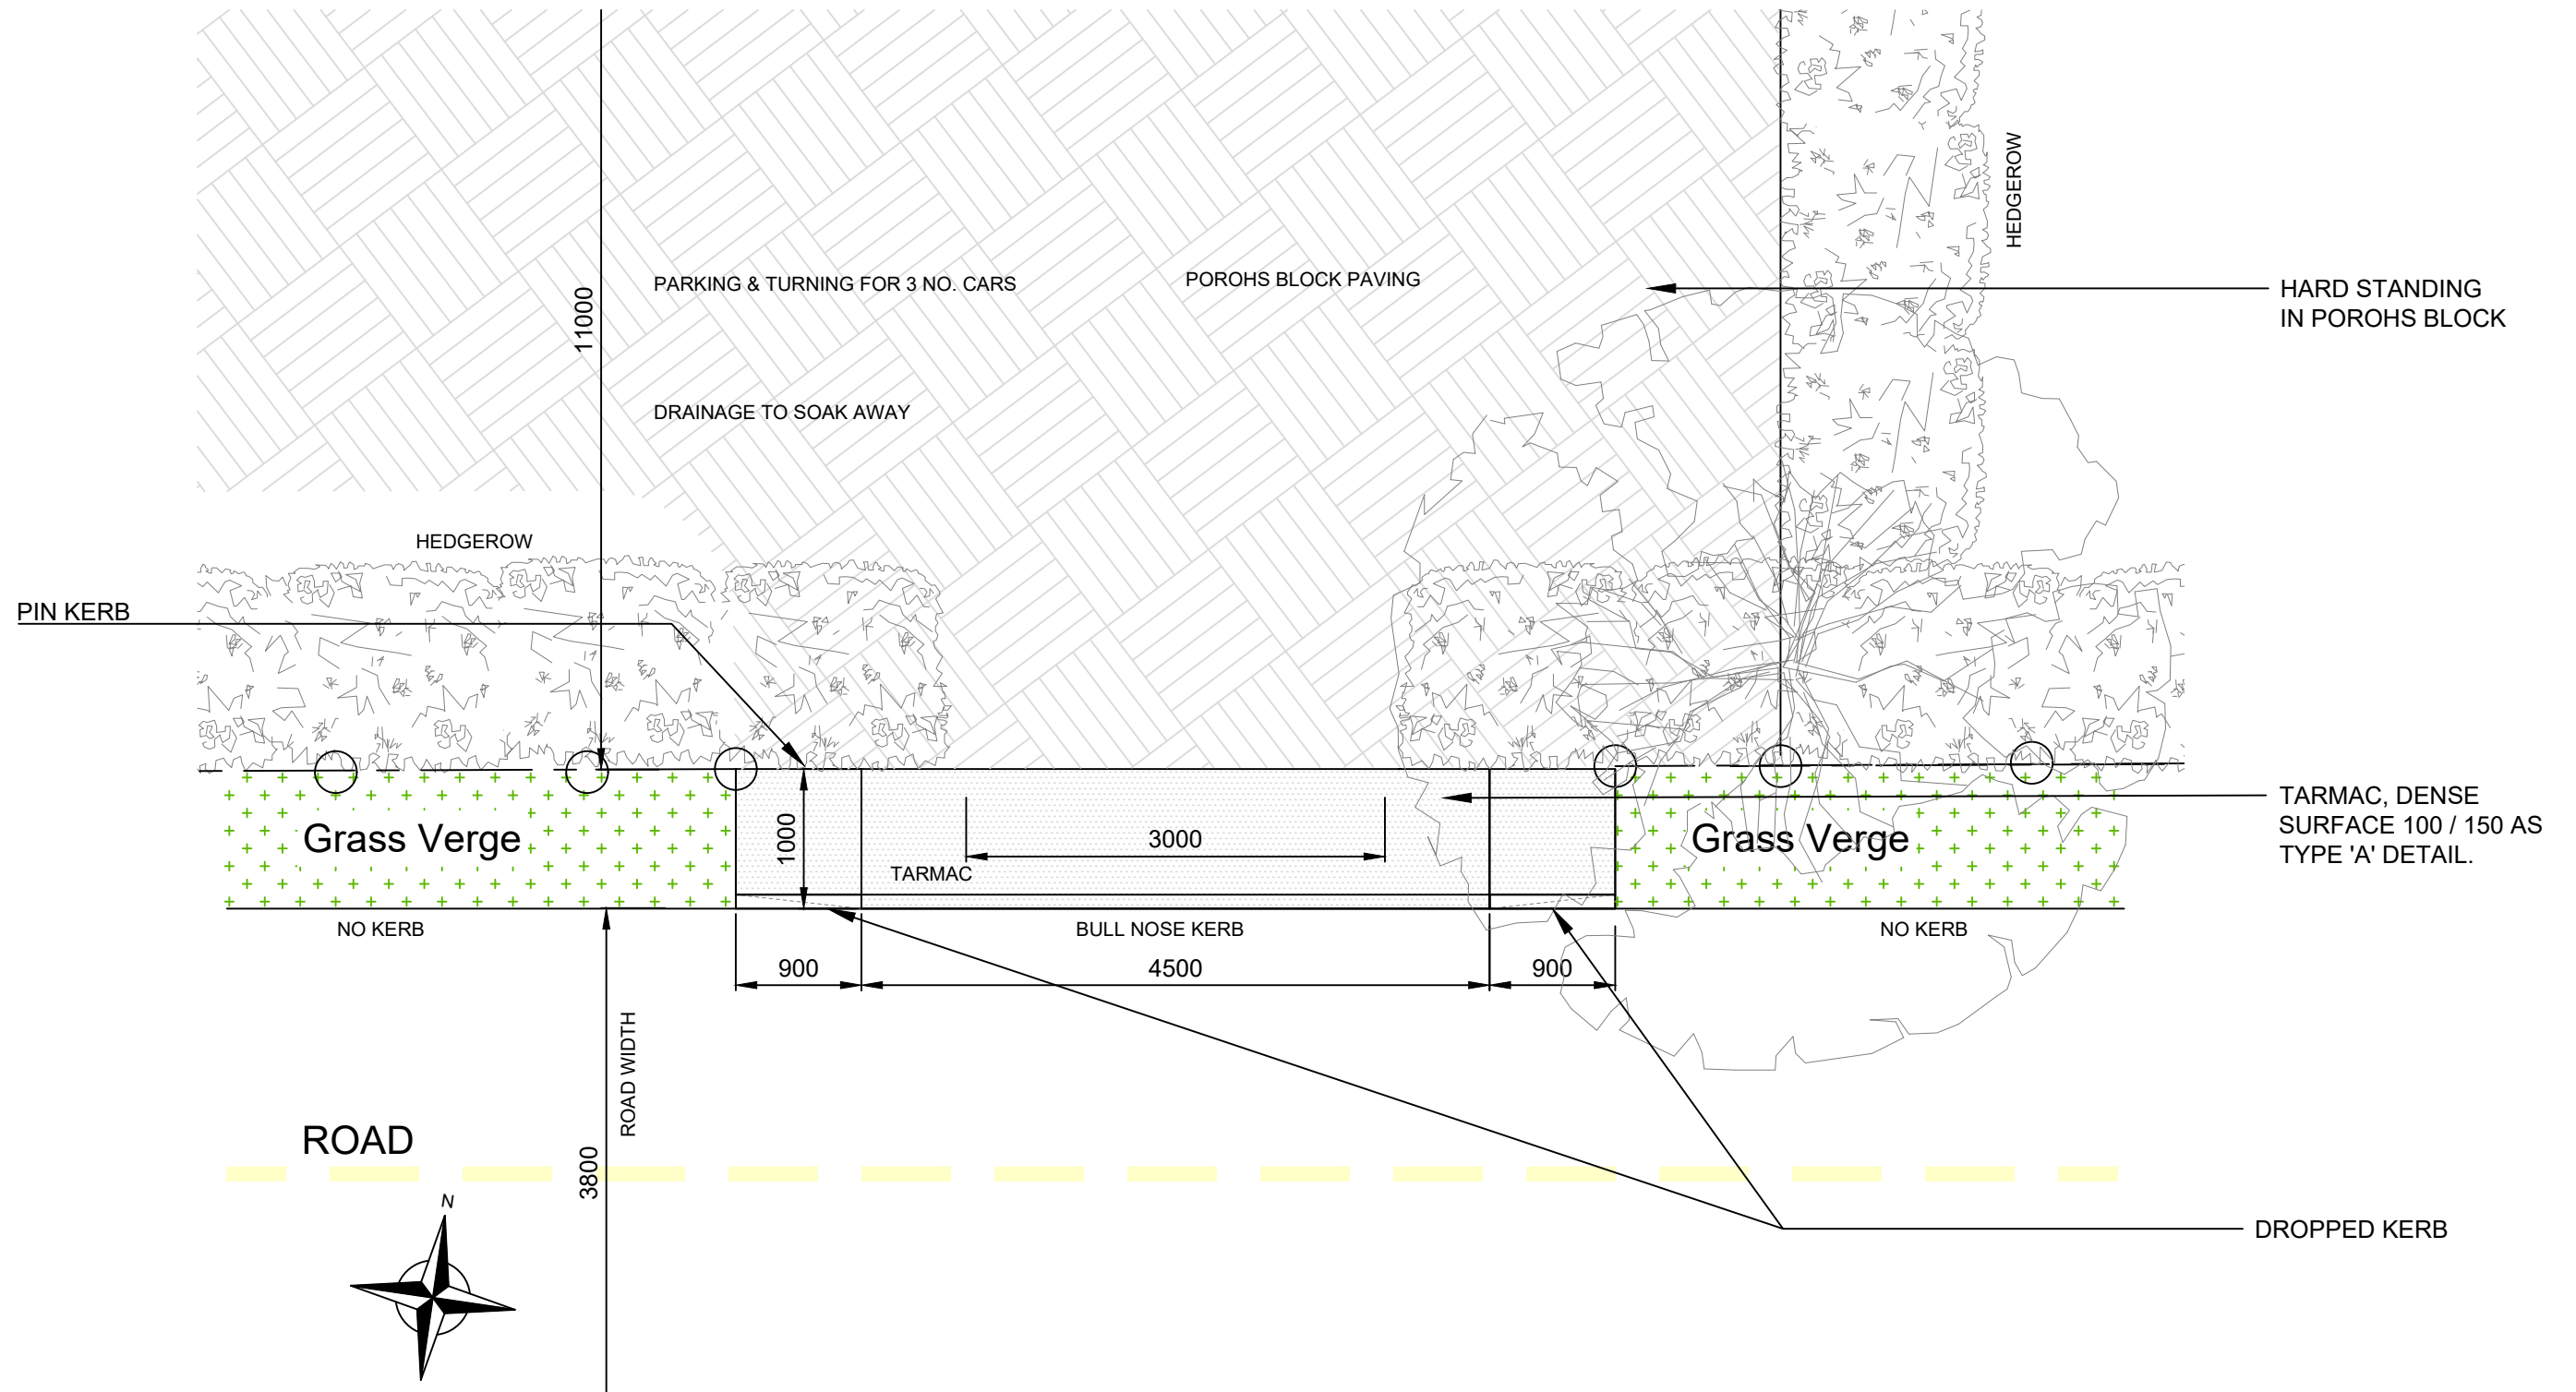 HEDGEROW
PARKING & TURNING FOR 3 NO. CARS
POROHS BLOCK PAVING
HARD STANDING
IN POROHS BLOCK
11000
DRAINAGE TO SOAK AWAY
HEDGEROW
PIN KERB
TARMAC, DENSE
SURFACE 100 / 150 AS
TYPE 'A' DETAIL.
Grass Verge
1000
3000
Grass Verge
TARMAC
NO KERB
BULL NOSE KERB
NO KERB
900
4500
900
ROAD WIDTH
ROAD
3800
N
DROPPED KERB